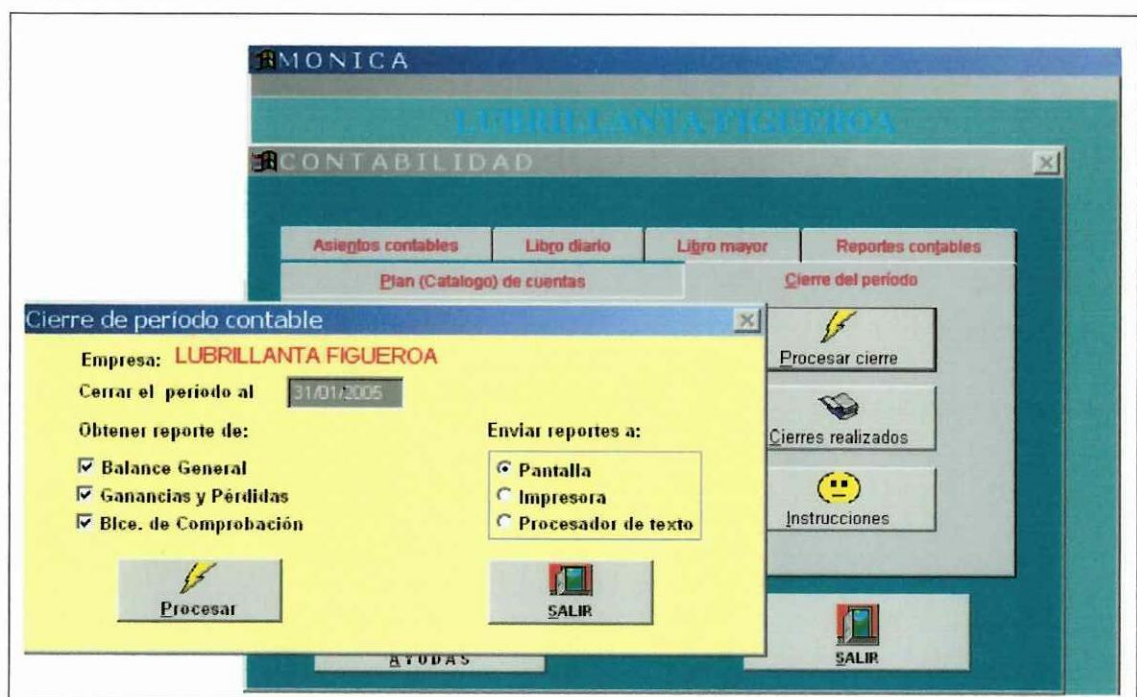 MONICA
LUBRILLANTA FIGUEROA
CONTABILIDAD
Asientos contables
Libro diario
Libro mayor
Reportes contables
Plan (Catalogo) de cuentas
Cierre del período
Procesar cierre
Cierres realizados
Instrucciones
Cierre de período contable
Empresa: LUBRILLANTA FIGUEROA
Cerrar el período al 31/01/2005
Obtener reporte de:
Balance General
Ganancias y Pérdidas
Blce. de Comprobación
Enviar reportes a:
Pantalla
Impresora
Procesador de texto
Procesar
SALIR
AYUDAS
SALIR